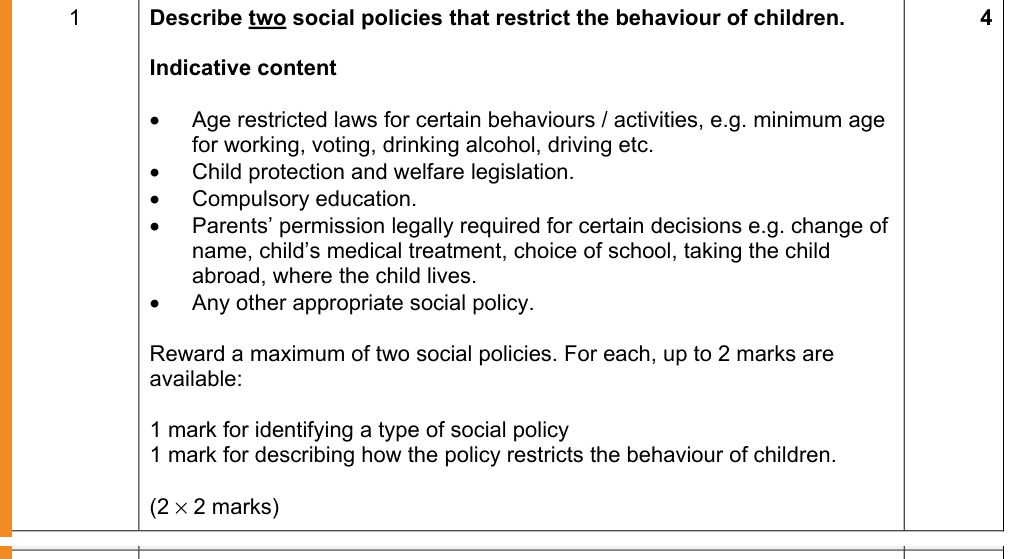 1 Describe two social policies that restrict the behaviour of children. 4
Indicative content
• Age restricted laws for certain behaviours / activities, e.g. minimum age
for working, voting, drinking alcohol, driving etc.
• Child protection and welfare legislation.
• Compulsory education.
• Parents’ permission legally required for certain decisions e.g. change of
name, child’s medical treatment, choice of school, taking the child
abroad, where the child lives.
• Any other appropriate social policy.
Reward a maximum of two social policies. For each, up to 2 marks are
available:
1 mark for identifying a type of social policy
1 mark for describing how the policy restricts the behaviour of children.
(2 × 2 marks)